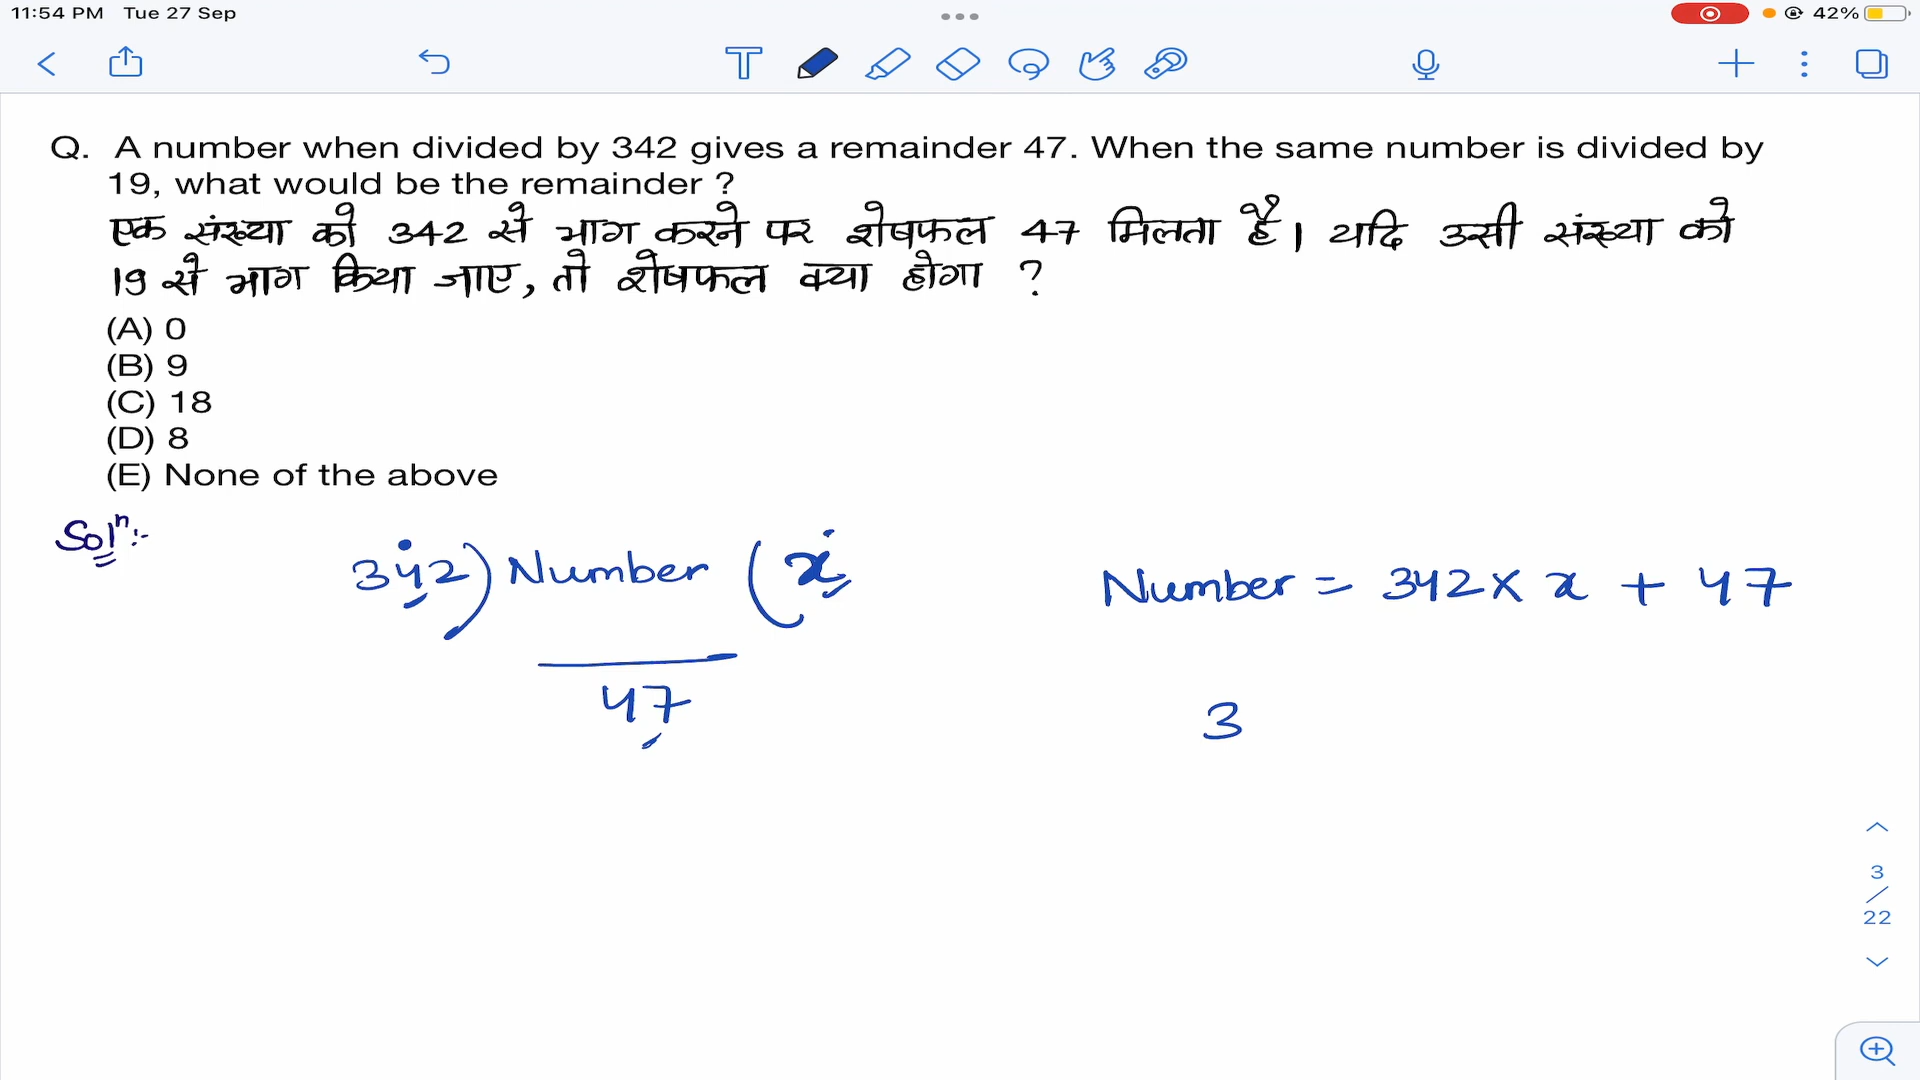 11:54 PM Tue 27 Sep
42%
T
Q. A number when divided by 342 gives a remainder 47. When the same number is divided by
19, what would be the remainder ?
एक संख्या को 342 से भाग करने पर शेषफल 47 मिलता है। यदि उसी संख्या को
19 से भाग किया जाए, तो शेषफल क्या होगा ?
(A) 0
(B) 9
(C) 18
(D) 8
(E) None of the above
Solⁿ:-
342) Number (x
47
Number = 342 × x + 47
3
3
/
22